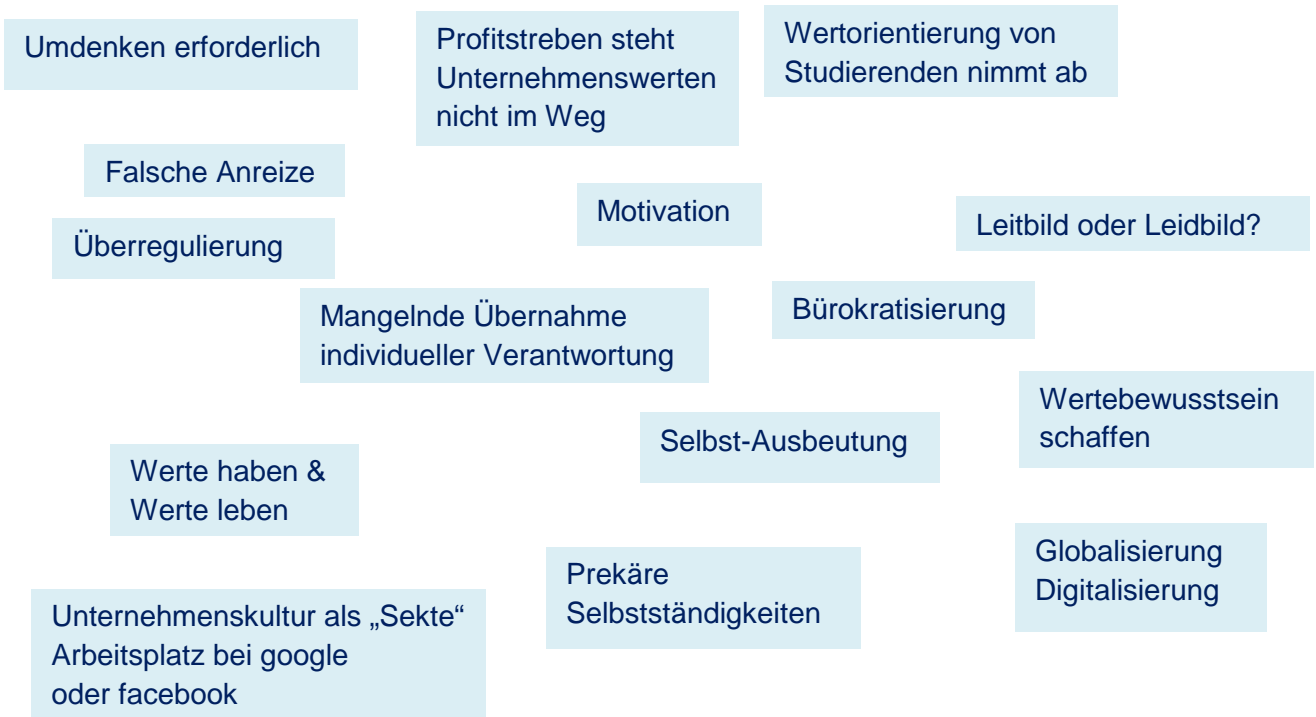 Umdenken erforderlich
Profitstreben steht
Unternehmenswerten
nicht im Weg
Wertorientierung von
Studierenden nimmt ab
Falsche Anreize
Motivation
Leitbild oder Leidbild?
Überregulierung
Mangelnde Übernahme
individueller Verantwortung
Bürokratisierung
Wertebewusstsein
schaffen
Selbst-Ausbeutung
Werte haben &
Werte leben
Globalisierung
Digitalisierung
Prekäre
Selbstständigkeiten
Unternehmenskultur als „Sekte“
Arbeitsplatz bei google
oder facebook